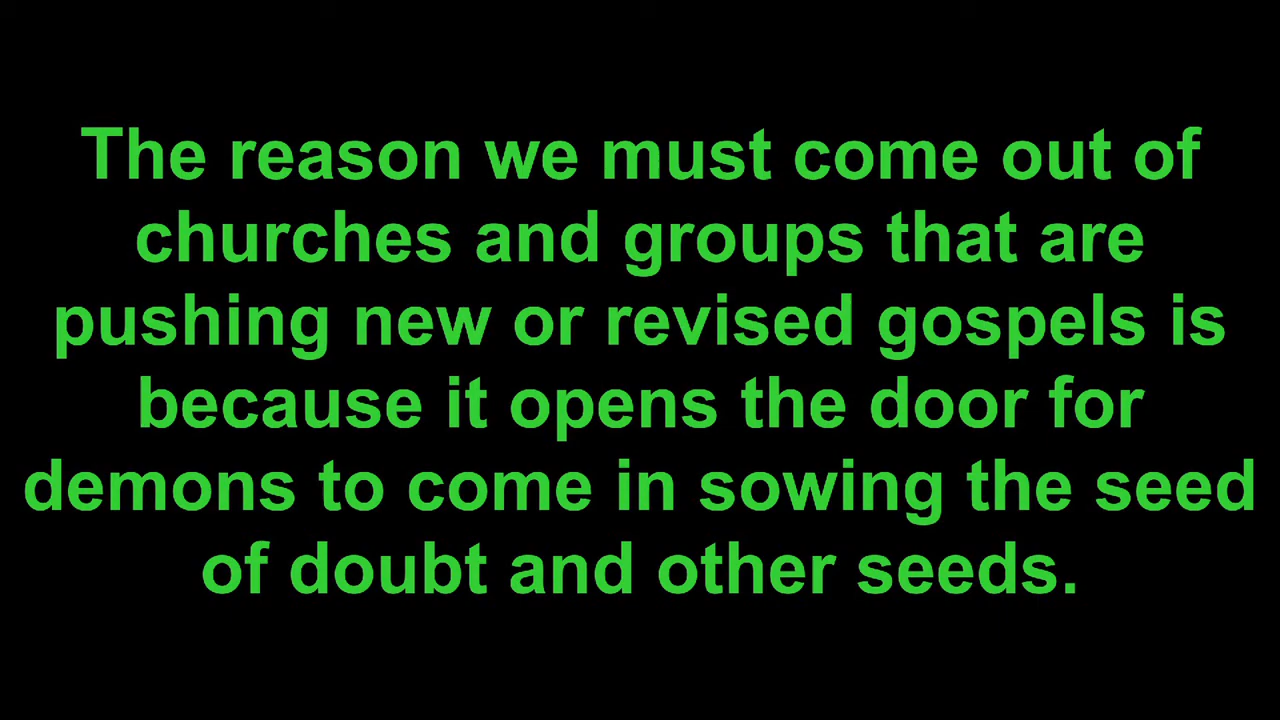 The reason we must come out of
churches and groups that are
pushing new or revised gospels is
because it opens the door for
demons to come in sowing the seed
of doubt and other seeds.